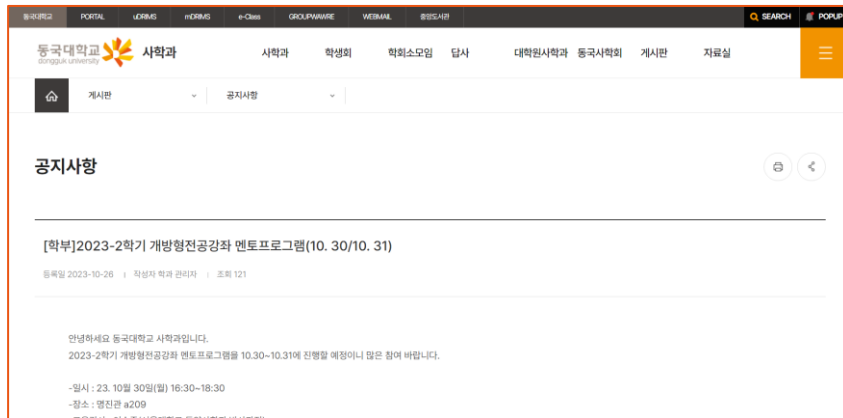 동국대학교 PORTAL uDRIMS mDRIMS e-Class GROUPWAWRE WEBMAIL 중앙도서관 SEARCH POPUP
동국대학교 dongguk university 사학과 사학과 학생회 학회소모임 답사 대학원사학과 동국사학회 게시판 자료실
게시판 공지사항
공지사항
[학부]2023-2학기 개방형전공강좌 멘토프로그램(10. 30/10. 31)
등록일 2023-10-26 작성자 학과 관리자 조회 121
안녕하세요 동국대학교 사학과입니다.
2023-2학기 개방형전공강좌 멘토프로그램을 10.30~10.31에 진행할 예정이니 많은 참여 바랍니다.
-일시 : 23. 10월 30일(월) 16:30~18:30
-장소 : 명진관 a209